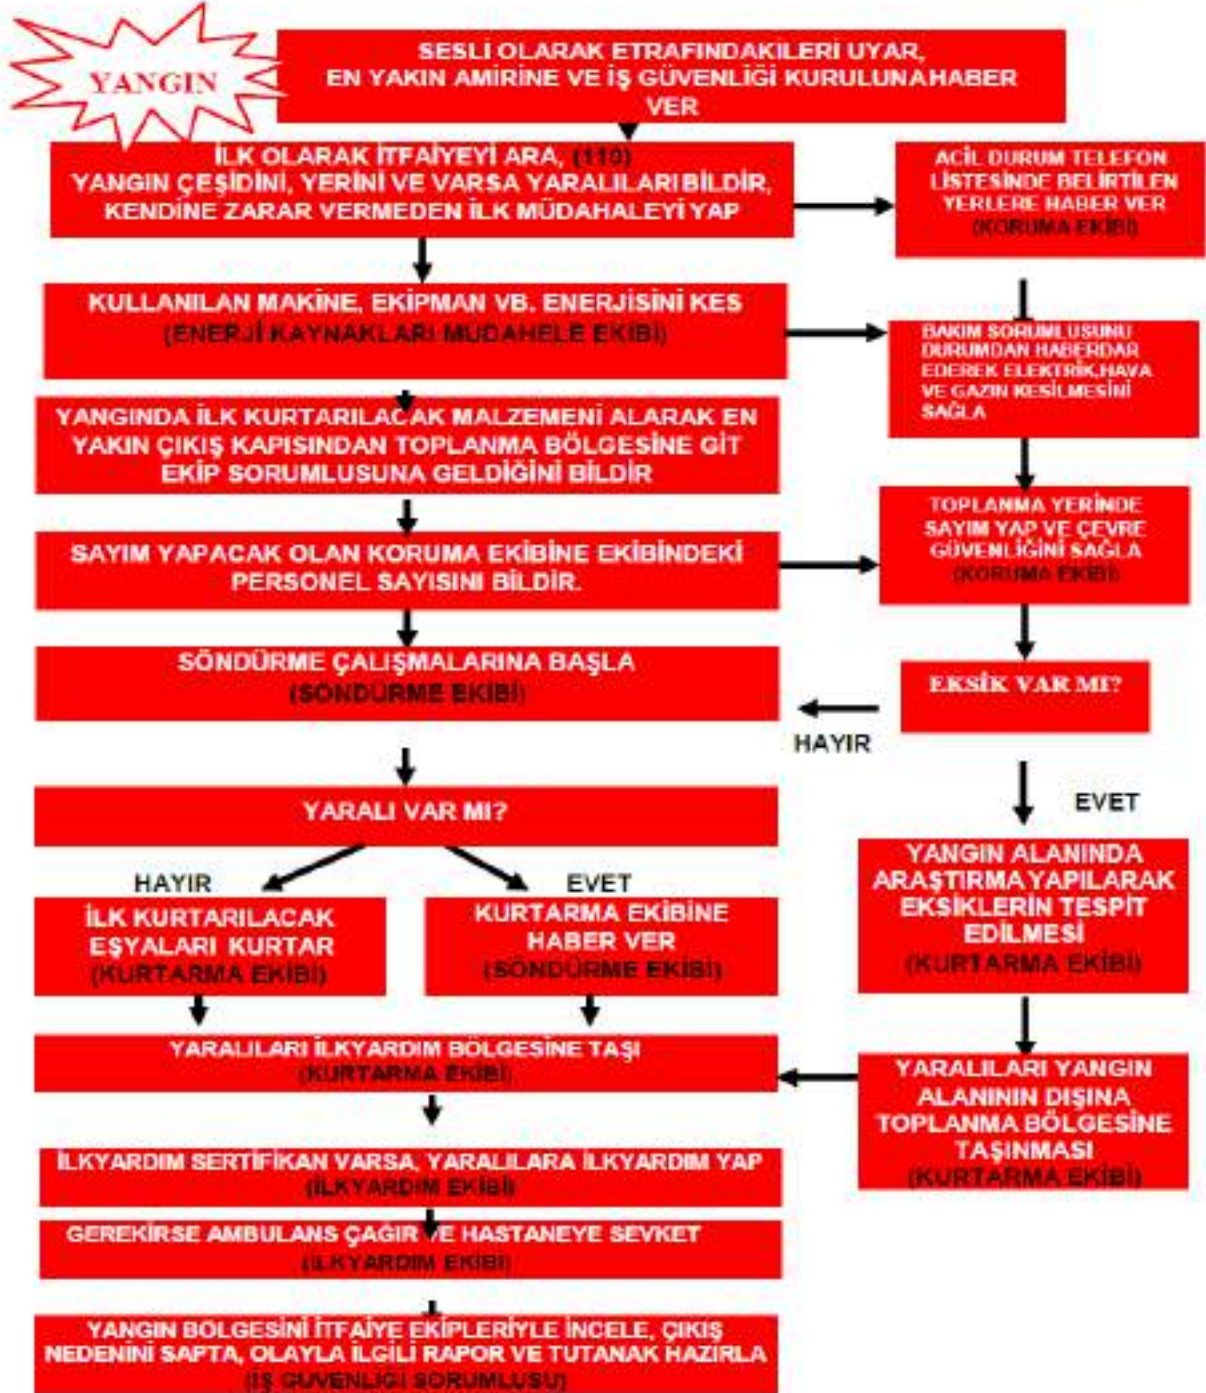 YANGIN
SESLİ OLARAK ETRAFINDAKİLERİ UYAR,
EN YAKIN AMİRİNE VE İŞ GÜVENLİĞİ KURULUNAHABER
VER
İLK OLARAK İTFAİYEYİ ARA, (110)
YANGIN ÇEŞİDİNİ, YERİNİ VE VARSA YARALILARI BİLDİR,
KENDİNE ZARAR VERMEDEN İLK MÜDAHALEYİ YAP
ACİL DURUM TELEFON
LİSTESİNDE BELİRTİLEN
YERLERE HABER VER
(KORUMA EKİBİ)
KULLANILAN MAKİNE, EKİPMAN VB. ENERJİSİNİ KES
(ENERJİ KAYNAKLARI MUDAHELE EKİBİ)
BAKIM SORUMLUSUNU
DURUMDAN HABERDAR
EDEREK ELEKTRİK,HAVA
VE GAZIN KESİLMESİNİ
SAĞLA
YANGINDA İLK KURTARILACAK MALZEMENİ ALARAK EN
YAKIN ÇIKIŞ KAPISINDAN TOPLANMA BÖLGESİNE GİT
EKİP SORUMLUSUNA GELDİĞİNİ BİLDİR
TOPLANMA YERİNDE
SAYIM YAP VE ÇEVRE
GÜVENLİĞİNİ SAĞLA
(KORUMA EKİBİ)
SAYIM YAPACAK OLAN KORUMA EKİBİNE EKİBİNDEKİ
PERSONEL SAYISINI BİLDİR.
SÖNDÜRME ÇALIŞMALARINA BAŞLA
(SONDÜRME EKİBİ)
EKSİK VAR MI?
HAYIR
EVET
YARALI VAR MI?
HAYIR
EVET
İLK KURTARILACAK
EŞYALARI KURTAR
(KURTARMA EKİBİ)
KURTARMA EKİBİNE
HABER VER
(SÖNDÜRME EKİBİ)
YANGIN ALANINDA
ARAŞTIRMA YAPILARAK
EKSİKLERİN TESPİT
EDİLMESİ
(KURTARMA EKİBİ)
YARALILARI İLKYARDIM BÖLGESİNE TAŞI
(KURTARMA EKİBİ)
YARALILARI YANGIN
ALANININ DIŞINA
TOPLANMA BÖLGESİNE
TAŞINMASI
(KURTARMA EKİBİ)
İLKYARDIM SERTİFİKAN VARSA, YARALILARA İLKYARDIM YAP
(İLKYARDIM EKİBİ)
GEREKİRSE AMBULANS ÇAĞIR VE HASTANEYE SEVKET
(İLKYARDIM EKİBİ)
YANGIN BÖLGESİNİ İTFAİYE EKİPLERİYLE İNCELE, ÇIKIŞ
NEDENİNİ SAPTA, OLAYLA İLGİLİ RAPOR VE TUTANAK HAZIRLA
(İŞ GUVENLİĞİ SORUMLUSU)